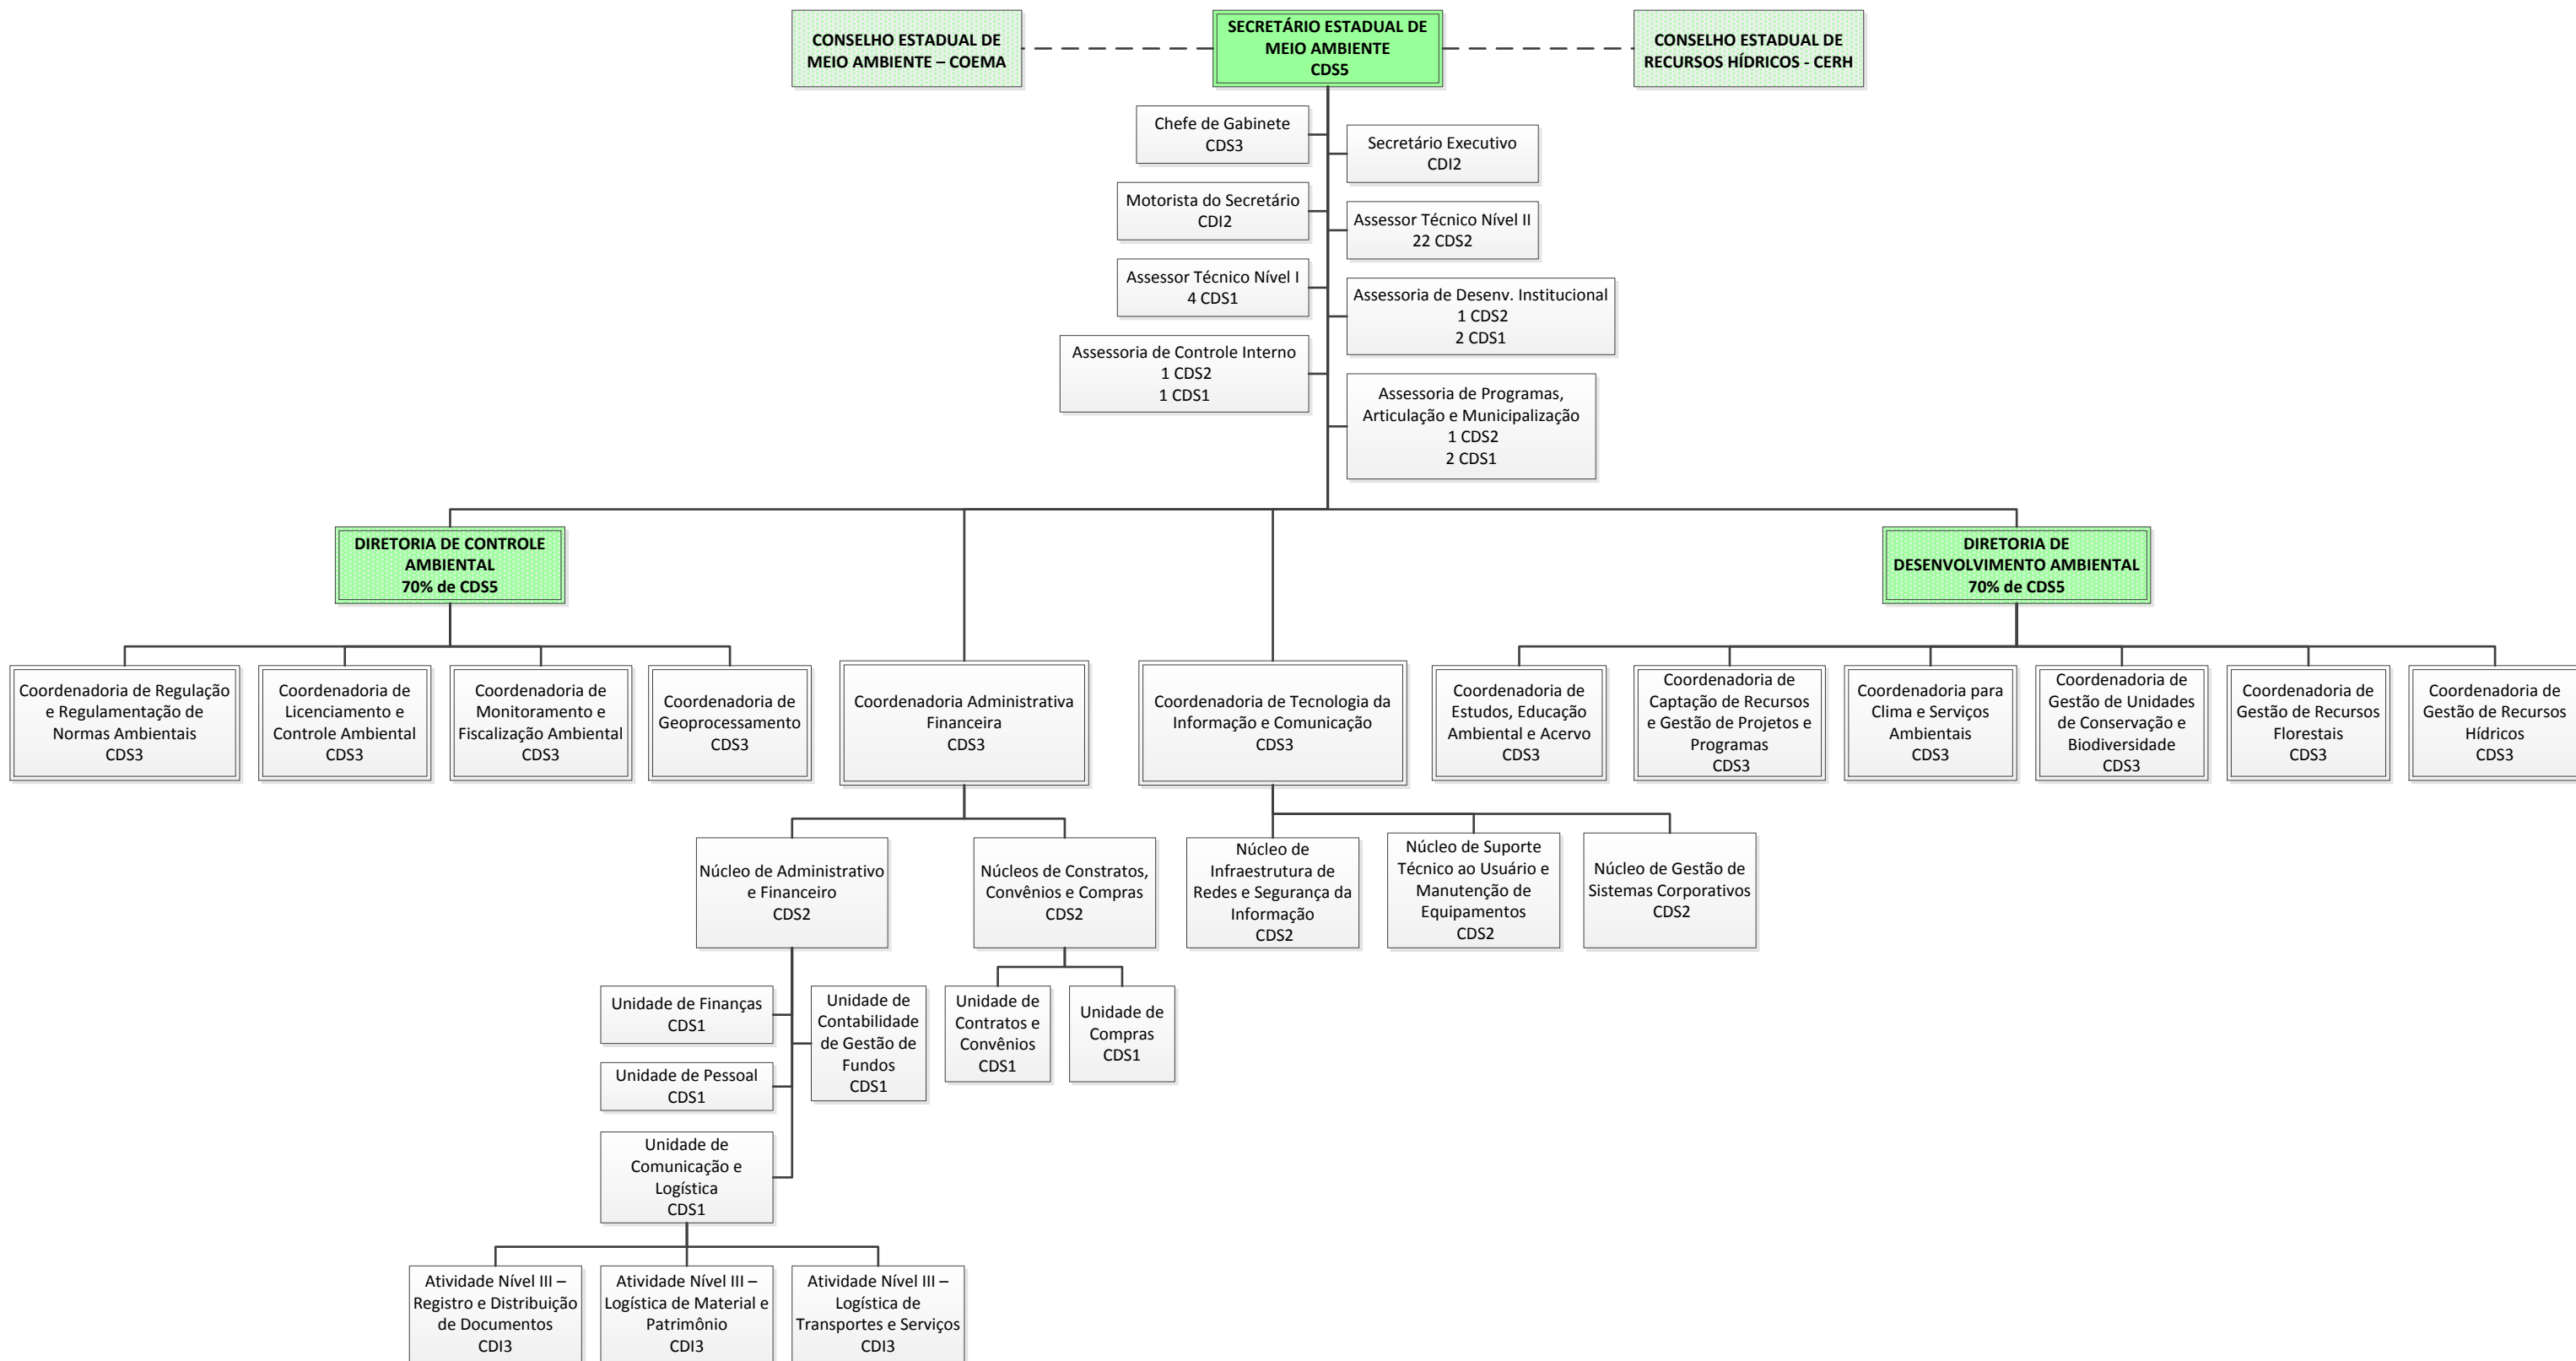 CONSELHO ESTADUAL DE
MEIO AMBIENTE – COEMA
SECRETÁRIO ESTADUAL DE
MEIO AMBIENTE
CDS5
CONSELHO ESTADUAL DE
RECURSOS HÍDRICOS - CERH
Chefe de Gabinete
CDS3
Secretário Executivo
CDI2
Motorista do Secretário
CDI2
Assessor Técnico Nível II
22 CDS2
Assessor Técnico Nível I
4 CDS1
Assessoria de Desenv. Institucional
1 CDS2
2 CDS1
Assessoria de Controle Interno
1 CDS2
1 CDS1
Assessoria de Programas,
Articulação e Municipalização
1 CDS2
2 CDS1
DIRETORIA DE CONTROLE
AMBIENTAL
70% de CDS5
DIRETORIA DE
DESENVOLVIMENTO AMBIENTAL
70% de CDS5
Coordenadoria de Regulação
e Regulamentação de
Normas Ambientais
CDS3
Coordenadoria de
Licenciamento e
Controle Ambiental
CDS3
Coordenadoria de
Monitoramento e
Fiscalização Ambiental
CDS3
Coordenadoria de
Geoprocessamento
CDS3
Coordenadoria Administrativa
Financeira
CDS3
Coordenadoria de Tecnologia da
Informação e Comunicação
CDS3
Coordenadoria de
Estudos, Educação
Ambiental e Acervo
CDS3
Coordenadoria de
Captação de Recursos
e Gestão de Projetos e
Programas
CDS3
Coordenadoria para
Clima e Serviços
Ambientais
CDS3
Coordenadoria de
Gestão de Unidades
de Conservação e
Biodiversidade
CDS3
Coordenadoria de
Gestão de Recursos
Florestais
CDS3
Coordenadoria de
Gestão de Recursos
Hídricos
CDS3
Núcleo de Administrativo
e Financeiro
CDS2
Núcleos de Constratos,
Convênios e Compras
CDS2
Núcleo de
Infraestrutura de
Redes e Segurança da
Informação
CDS2
Núcleo de Suporte
Técnico ao Usuário e
Manutenção de
Equipamentos
CDS2
Núcleo de Gestão de
Sistemas Corporativos
CDS2
Unidade de Finanças
CDS1
Unidade de
Contabilidade
de Gestão de
Fundos
CDS1
Unidade de
Contratos e
Convênios
CDS1
Unidade de
Compras
CDS1
Unidade de Pessoal
CDS1
Unidade de
Comunicação e
Logística
CDS1
Atividade Nível III –
Registro e Distribuição
de Documentos
CDI3
Atividade Nível III –
Logística de Material e
Patrimônio
CDI3
Atividade Nível III –
Logística de
Transportes e Serviços
CDI3